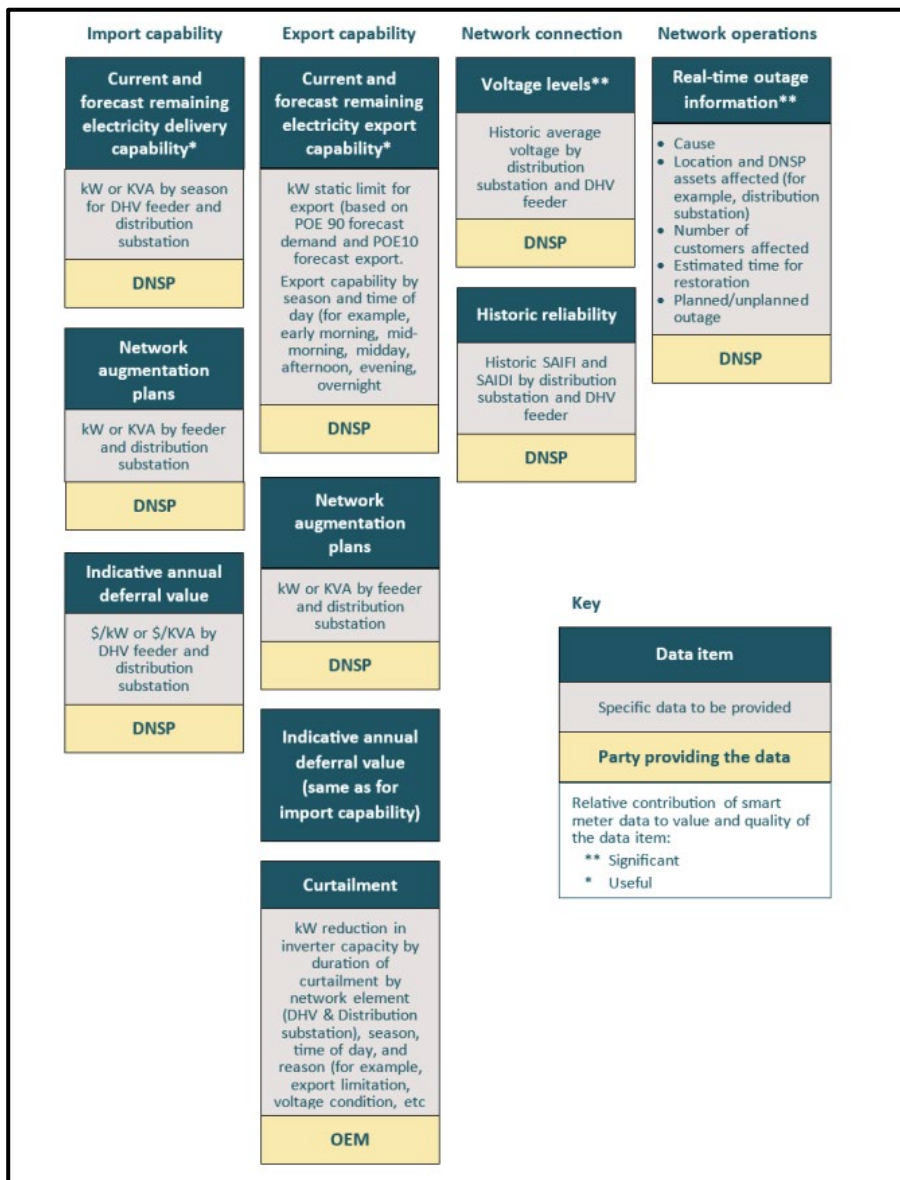 Import capability
Current and
forecast remaining
electricity delivery
capability*
kW or KVA by season
for DHV feeder and
distribution
substation
DNSP
Network
augmentation
plans
kW or KVA by feeder
and distribution
substation
DNSP
Indicative annual
deferral value
$/kW or $/KVA by
DHV feeder and
distribution
substation
DNSP
Export capability
Current and
forecast remaining
electricity export
capability*
kW static limit for
export (based on
POE 90 forecast
demand and POE10
forecast export.
Export capability by
season and time of
day (for example,
early morning, mid-
morning, midday,
afternoon, evening,
overnight
DNSP
Network
augmentation
plans
kW or KVA by feeder
and distribution
substation
DNSP
Indicative annual
deferral value
(same as for
import capability)
Curtailment
kW reduction in
inverter capacity by
duration of
curtailment by
network element
(DHV & Distribution
substation), season,
time of day, and
reason (for example,
export limitation,
voltage condition, etc
OEM
Network connection
Voltage levels**
Historic average
voltage by
distribution
substation and DHV
feeder
DNSP
Historic reliability
Historic SAIFI and
SAIDI by distribution
substation and DHV
feeder
DNSP
Network operations
Real-time outage
information**
• Cause
• Location and DNSP
assets affected (for
example, distribution
substation)
• Number of
customers affected
• Estimated time for
restoration
• Planned/unplanned
outage
DNSP
Key
Data item
Specific data to be provided
Party providing the data
Relative contribution of smart
meter data to value and quality of
the data item:
** Significant
* Useful